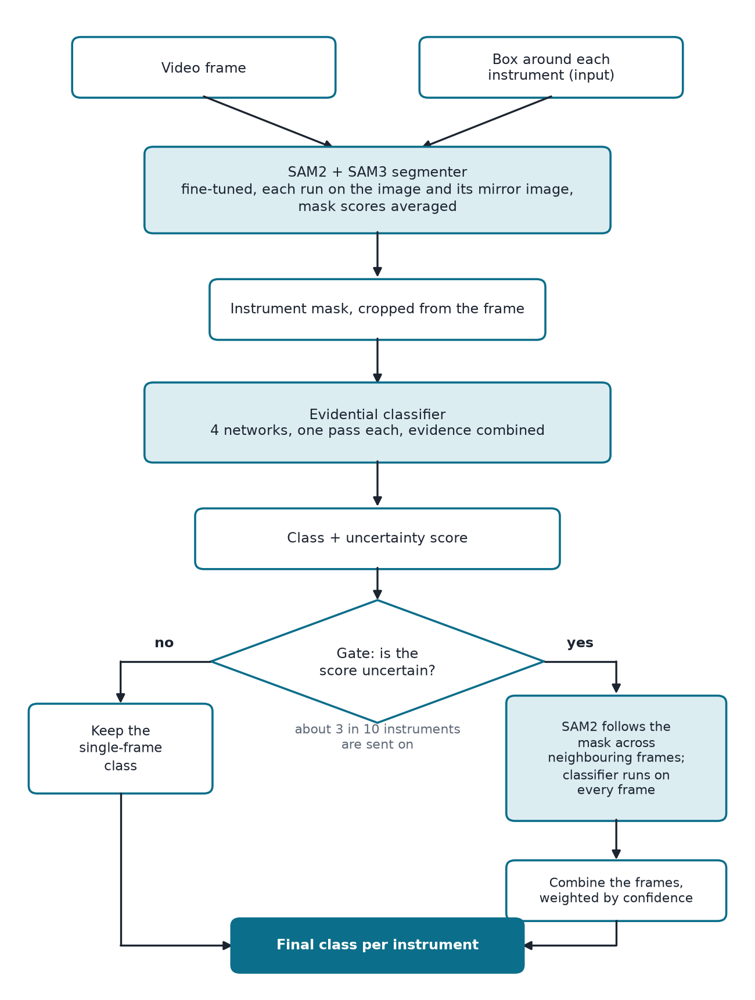 Video frame
Box around each
instrument (input)
SAM2 + SAM3 segmenter
fine-tuned, each run on the image and its mirror image,
mask scores averaged
Instrument mask, cropped from the frame
Evidential classifier
4 networks, one pass each, evidence combined
Class + uncertainty score
Gate: is the
score uncertain?
no
yes
about 3 in 10 instruments
are sent on
Keep the
single-frame
class
SAM2 follows the
mask across
neighbouring frames;
classifier runs on
every frame
Combine the frames,
weighted by confidence
Final class per instrument